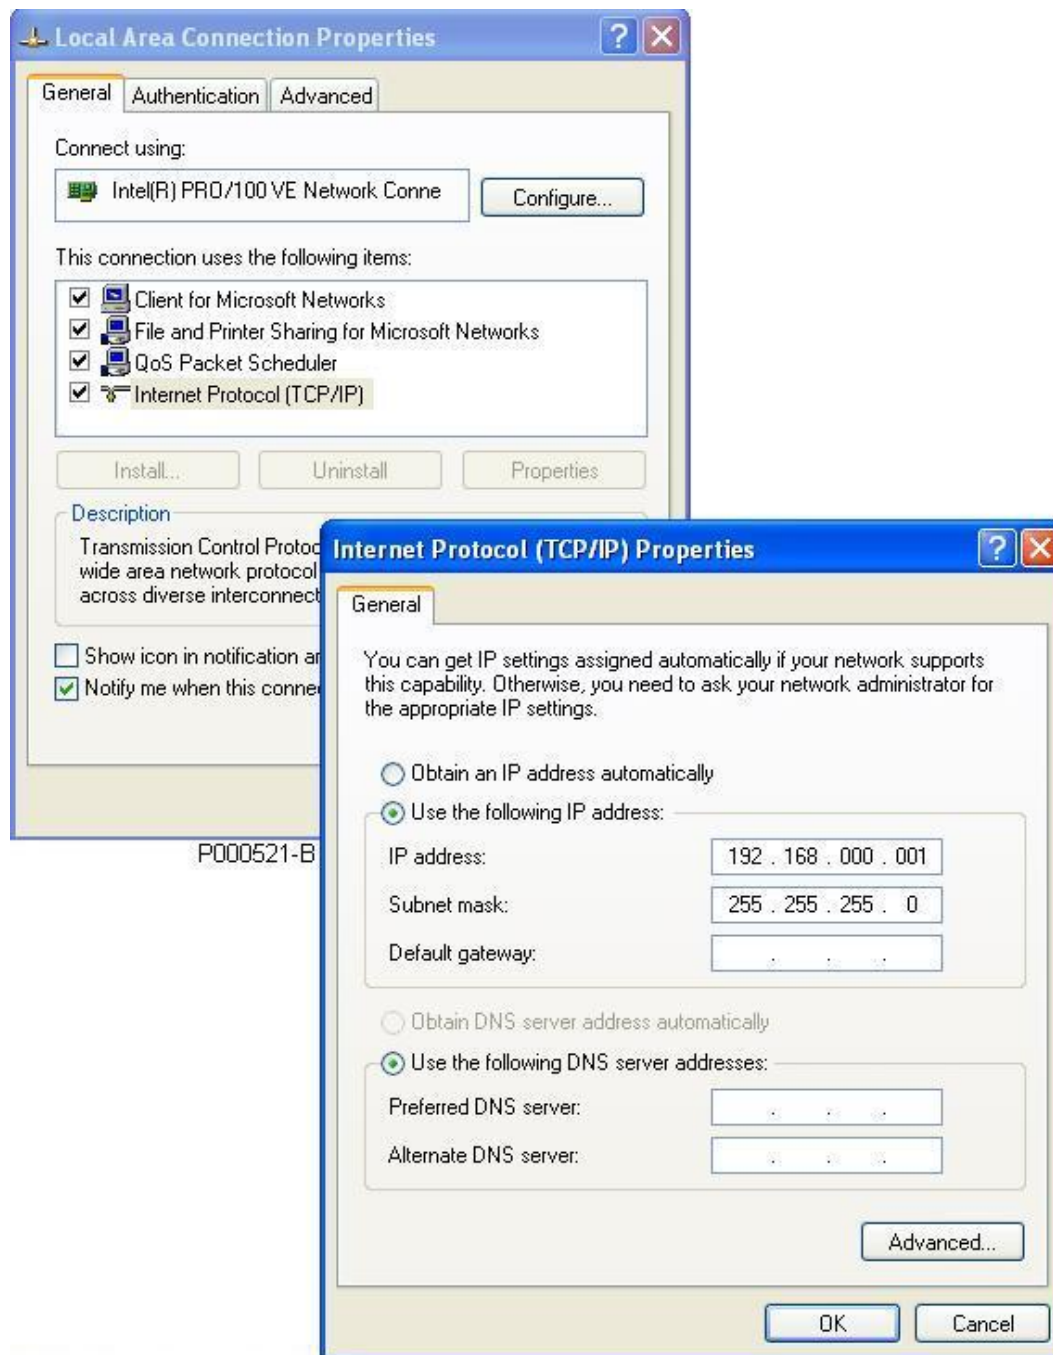 Local Area Connection Properties
General Authentication Advanced
Connect using:
Intel(R) PRO/100 VE Network Conne
Configure...
This connection uses the following items:
Client for Microsoft Networks
File and Printer Sharing for Microsoft Networks
QoS Packet Scheduler
Internet Protocol (TCP/IP)
Install... Uninstall Properties
Description
Transmission Control Protoc
wide area network protocol
across diverse interconnect
Show icon in notification ar
Notify me when this conne
P000521-B
Internet Protocol (TCP/IP) Properties
General
You can get IP settings assigned automatically if your network supports
this capability. Otherwise, you need to ask your network administrator for
the appropriate IP settings.
Obtain an IP address automatically
Use the following IP address:
IP address: 192 . 168 . 000 . 001
Subnet mask: 255 . 255 . 255 . 0
Default gateway: . . .
Obtain DNS server address automatically
Use the following DNS server addresses:
Preferred DNS server: . . .
Alternate DNS server: . . .
Advanced...
OK Cancel